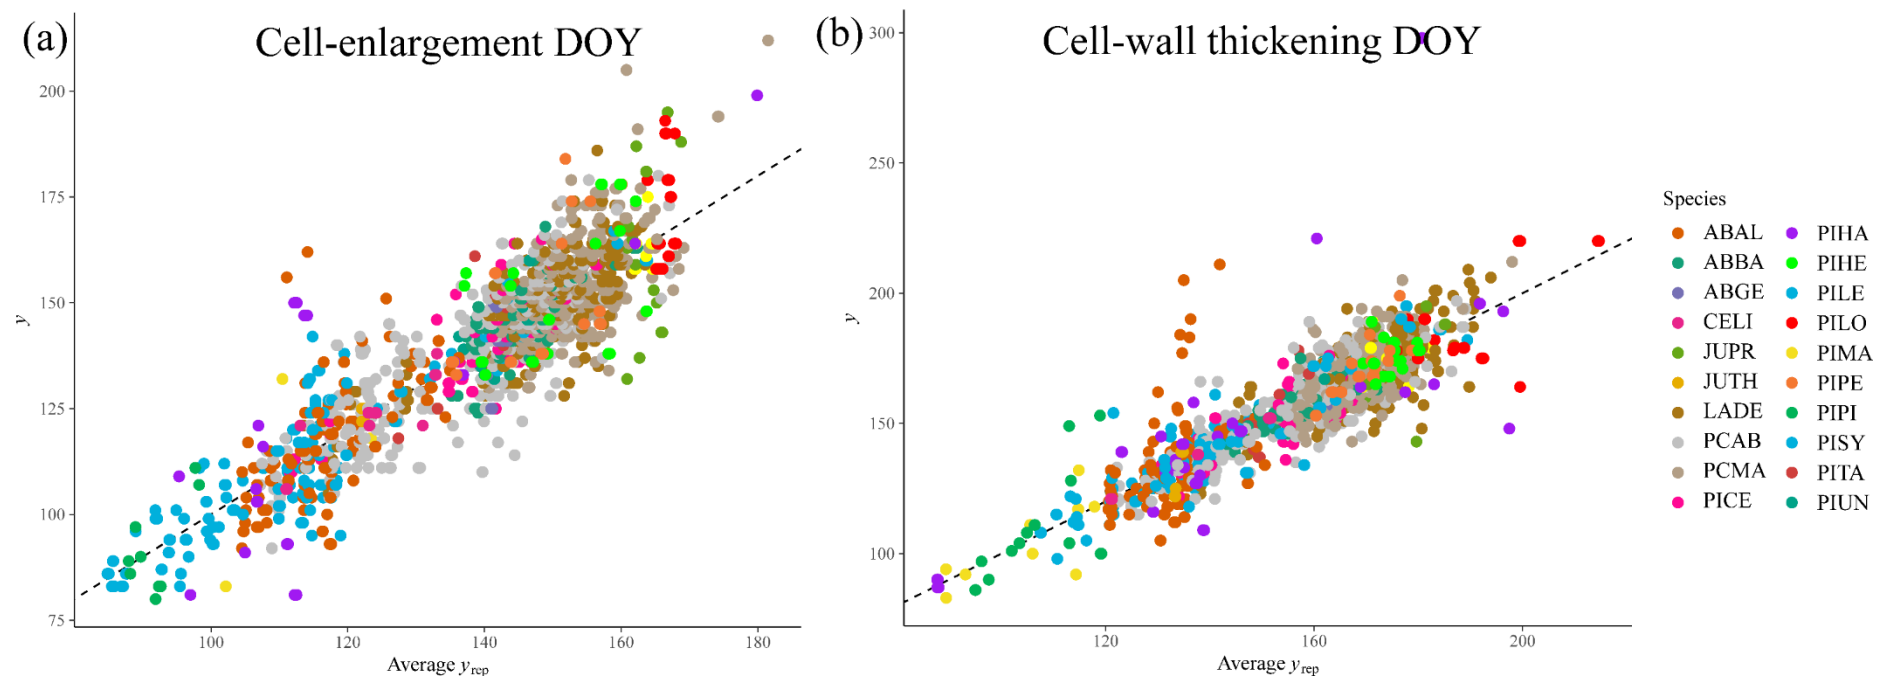 (a) Cell-enlargement DOY
200
175
150
125
100
75
y
100 120 140 160 180
Average yrep
(b) Cell-wall thickening DOY
300
250
200
150
100
y
120 160 200
Average yrep
Species
ABAL PIHA
ABBA PIHE
ABGE PILE
CELI PILO
JUPR PIMA
JUTH PIPE
LADE PIPI
PCAB PISY
PCMA PITA
PICE PIUN